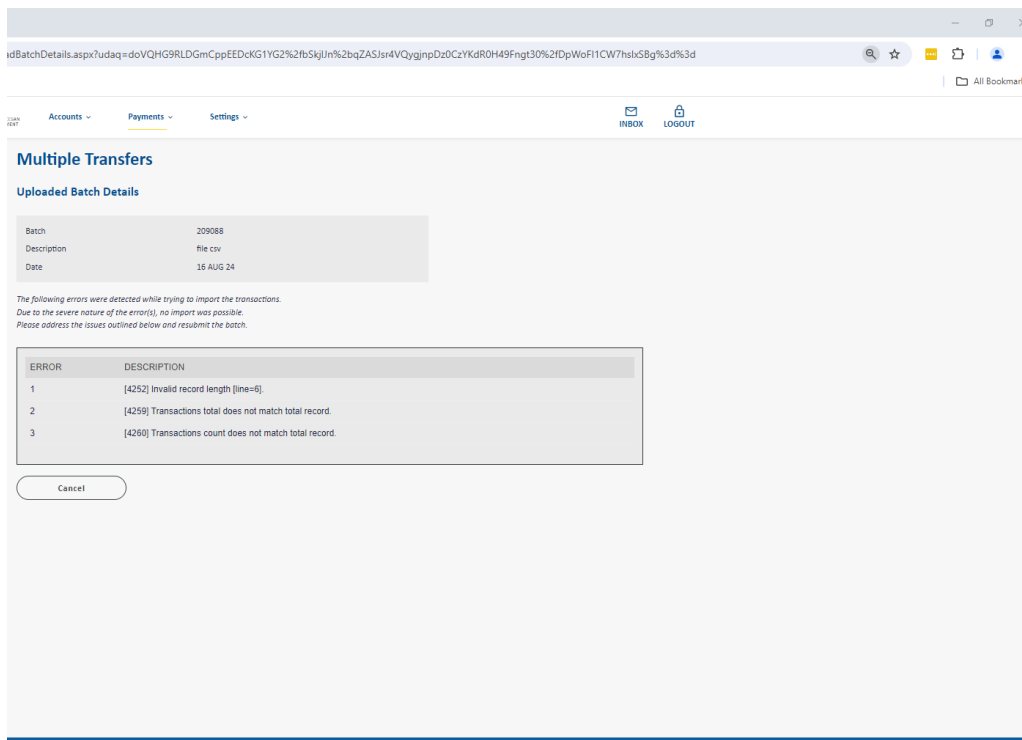 adBatchDetails.aspx?udaq=doVQHG9RLDGmCppEEDcKG1YG2%2fbSkjlJn%2bqZASJsr4VQygjnpDz0CzYKdR0H49Fngt30%2fDpWoFI1CW7hslxSBg%3d%3d
All Bookmar
Accounts
Payments
Settings
INBOX
LOGOUT
Multiple Transfers
Uploaded Batch Details
Batch 209088
Description file csv
Date 16 AUG 24
The following errors were detected while trying to import the transactions.
Due to the severe nature of the error(s), no import was possible.
Please address the issues outlined below and resubmit the batch.
ERROR DESCRIPTION
1 [4252] Invalid record length [line=6].
2 [4259] Transactions total does not match total record.
3 [4260] Transactions count does not match total record.
Cancel